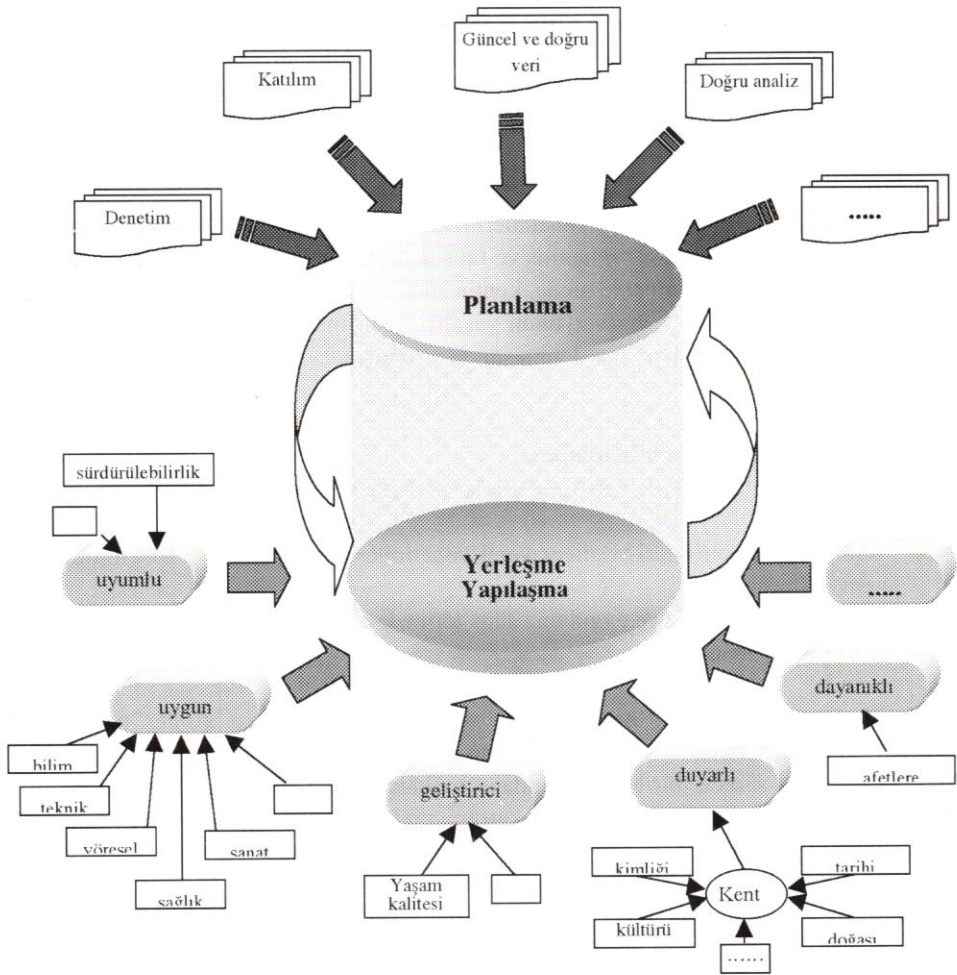 Güncel ve doğru
veri
Katılım
Doğru analiz
Denetim
.....
Planlama
sürdürülebilirlik
uyumlu
Yerleşme
Yapılaşma
.....
uygun
dayanıklı
bilim
teknik
yöresel
sağlık
sanat
geliştirici
Yaşam
kalitesi
duyarlı
afetlere
kimliği
tarihi
Kent
kültürü
doğası
......